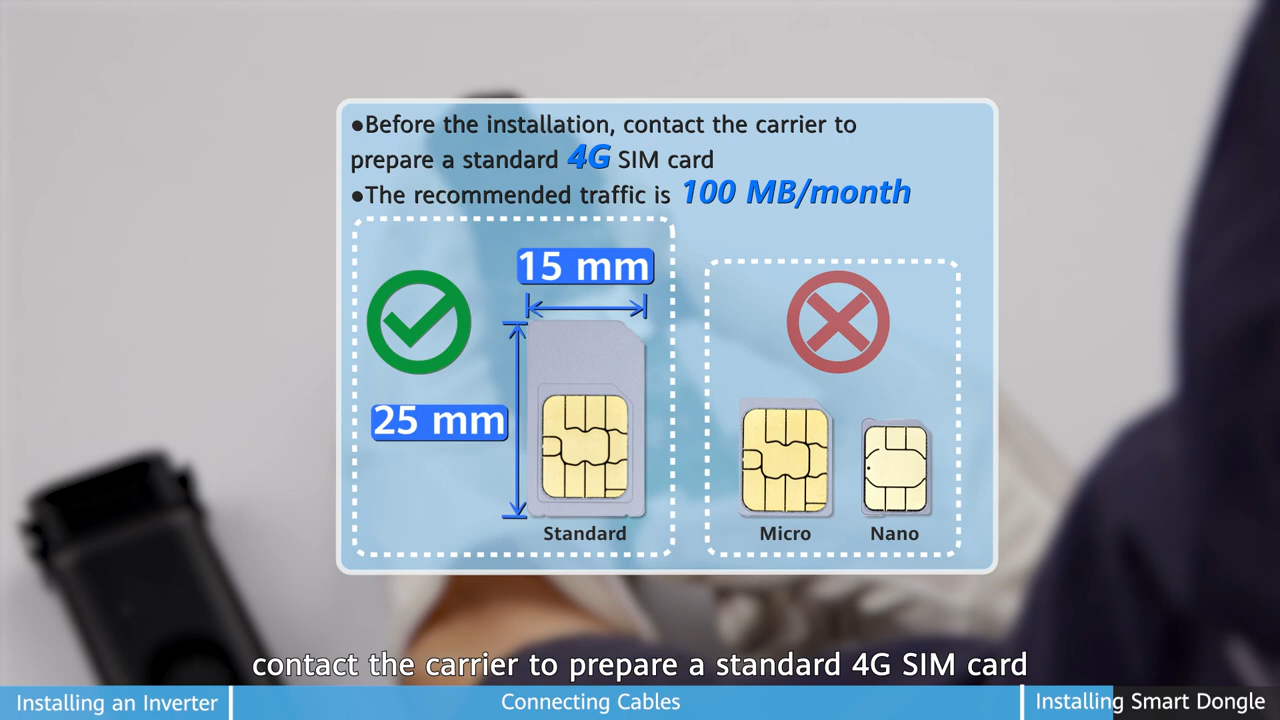 ●Before the installation, contact the carrier to
prepare a standard 4G SIM card
●The recommended traffic is 100 MB/month
15 mm
25 mm
Standard
Micro
Nano
contact the carrier to prepare a standard 4G SIM card
Installing an Inverter
Connecting Cables
Installing Smart Dongle